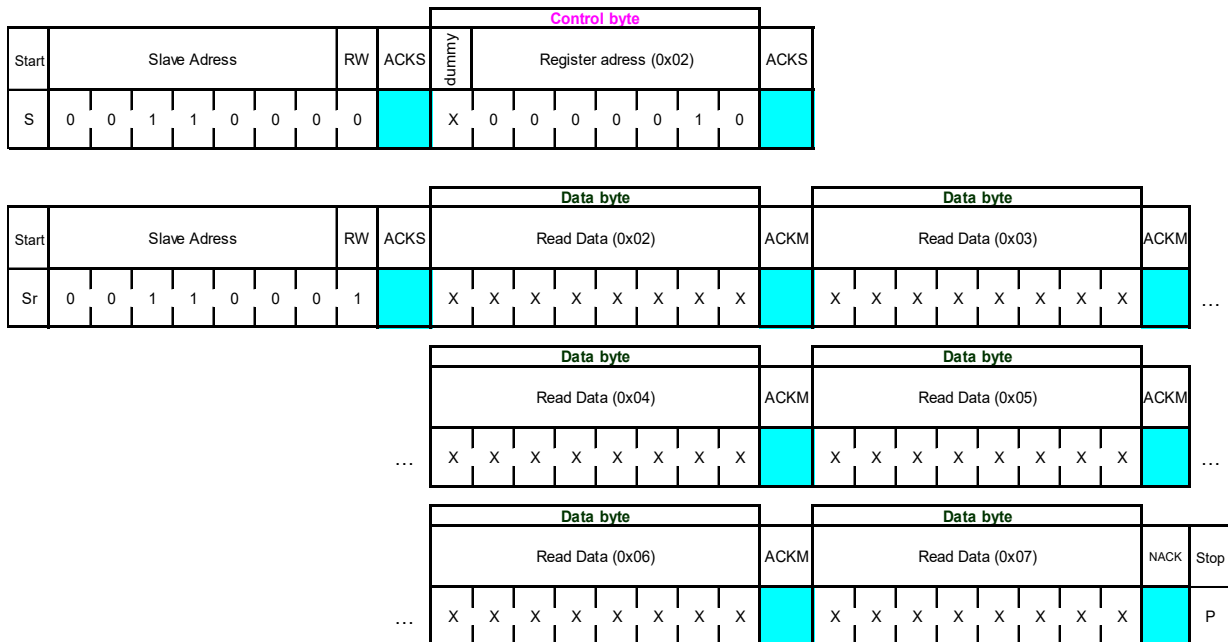 Control byte
Start Slave Adress RW ACKS dummy Register adress (0x02) ACKS
S 0 0 1 1 0 0 0 0 X 0 0 0 0 0 1 0
Data byte Data byte
Start Slave Adress RW ACKS Read Data (0x02) ACKM Read Data (0x03) ACKM
Sr 0 0 1 1 0 0 0 1 X X X X X X X X X X X X X X X X ...
Data byte Data byte
Read Data (0x04) ACKM Read Data (0x05) ACKM
... X X X X X X X X X X X X X X X X ...
Data byte Data byte
Read Data (0x06) ACKM Read Data (0x07) NACK Stop
... X X X X X X X X X X X X X X X X P